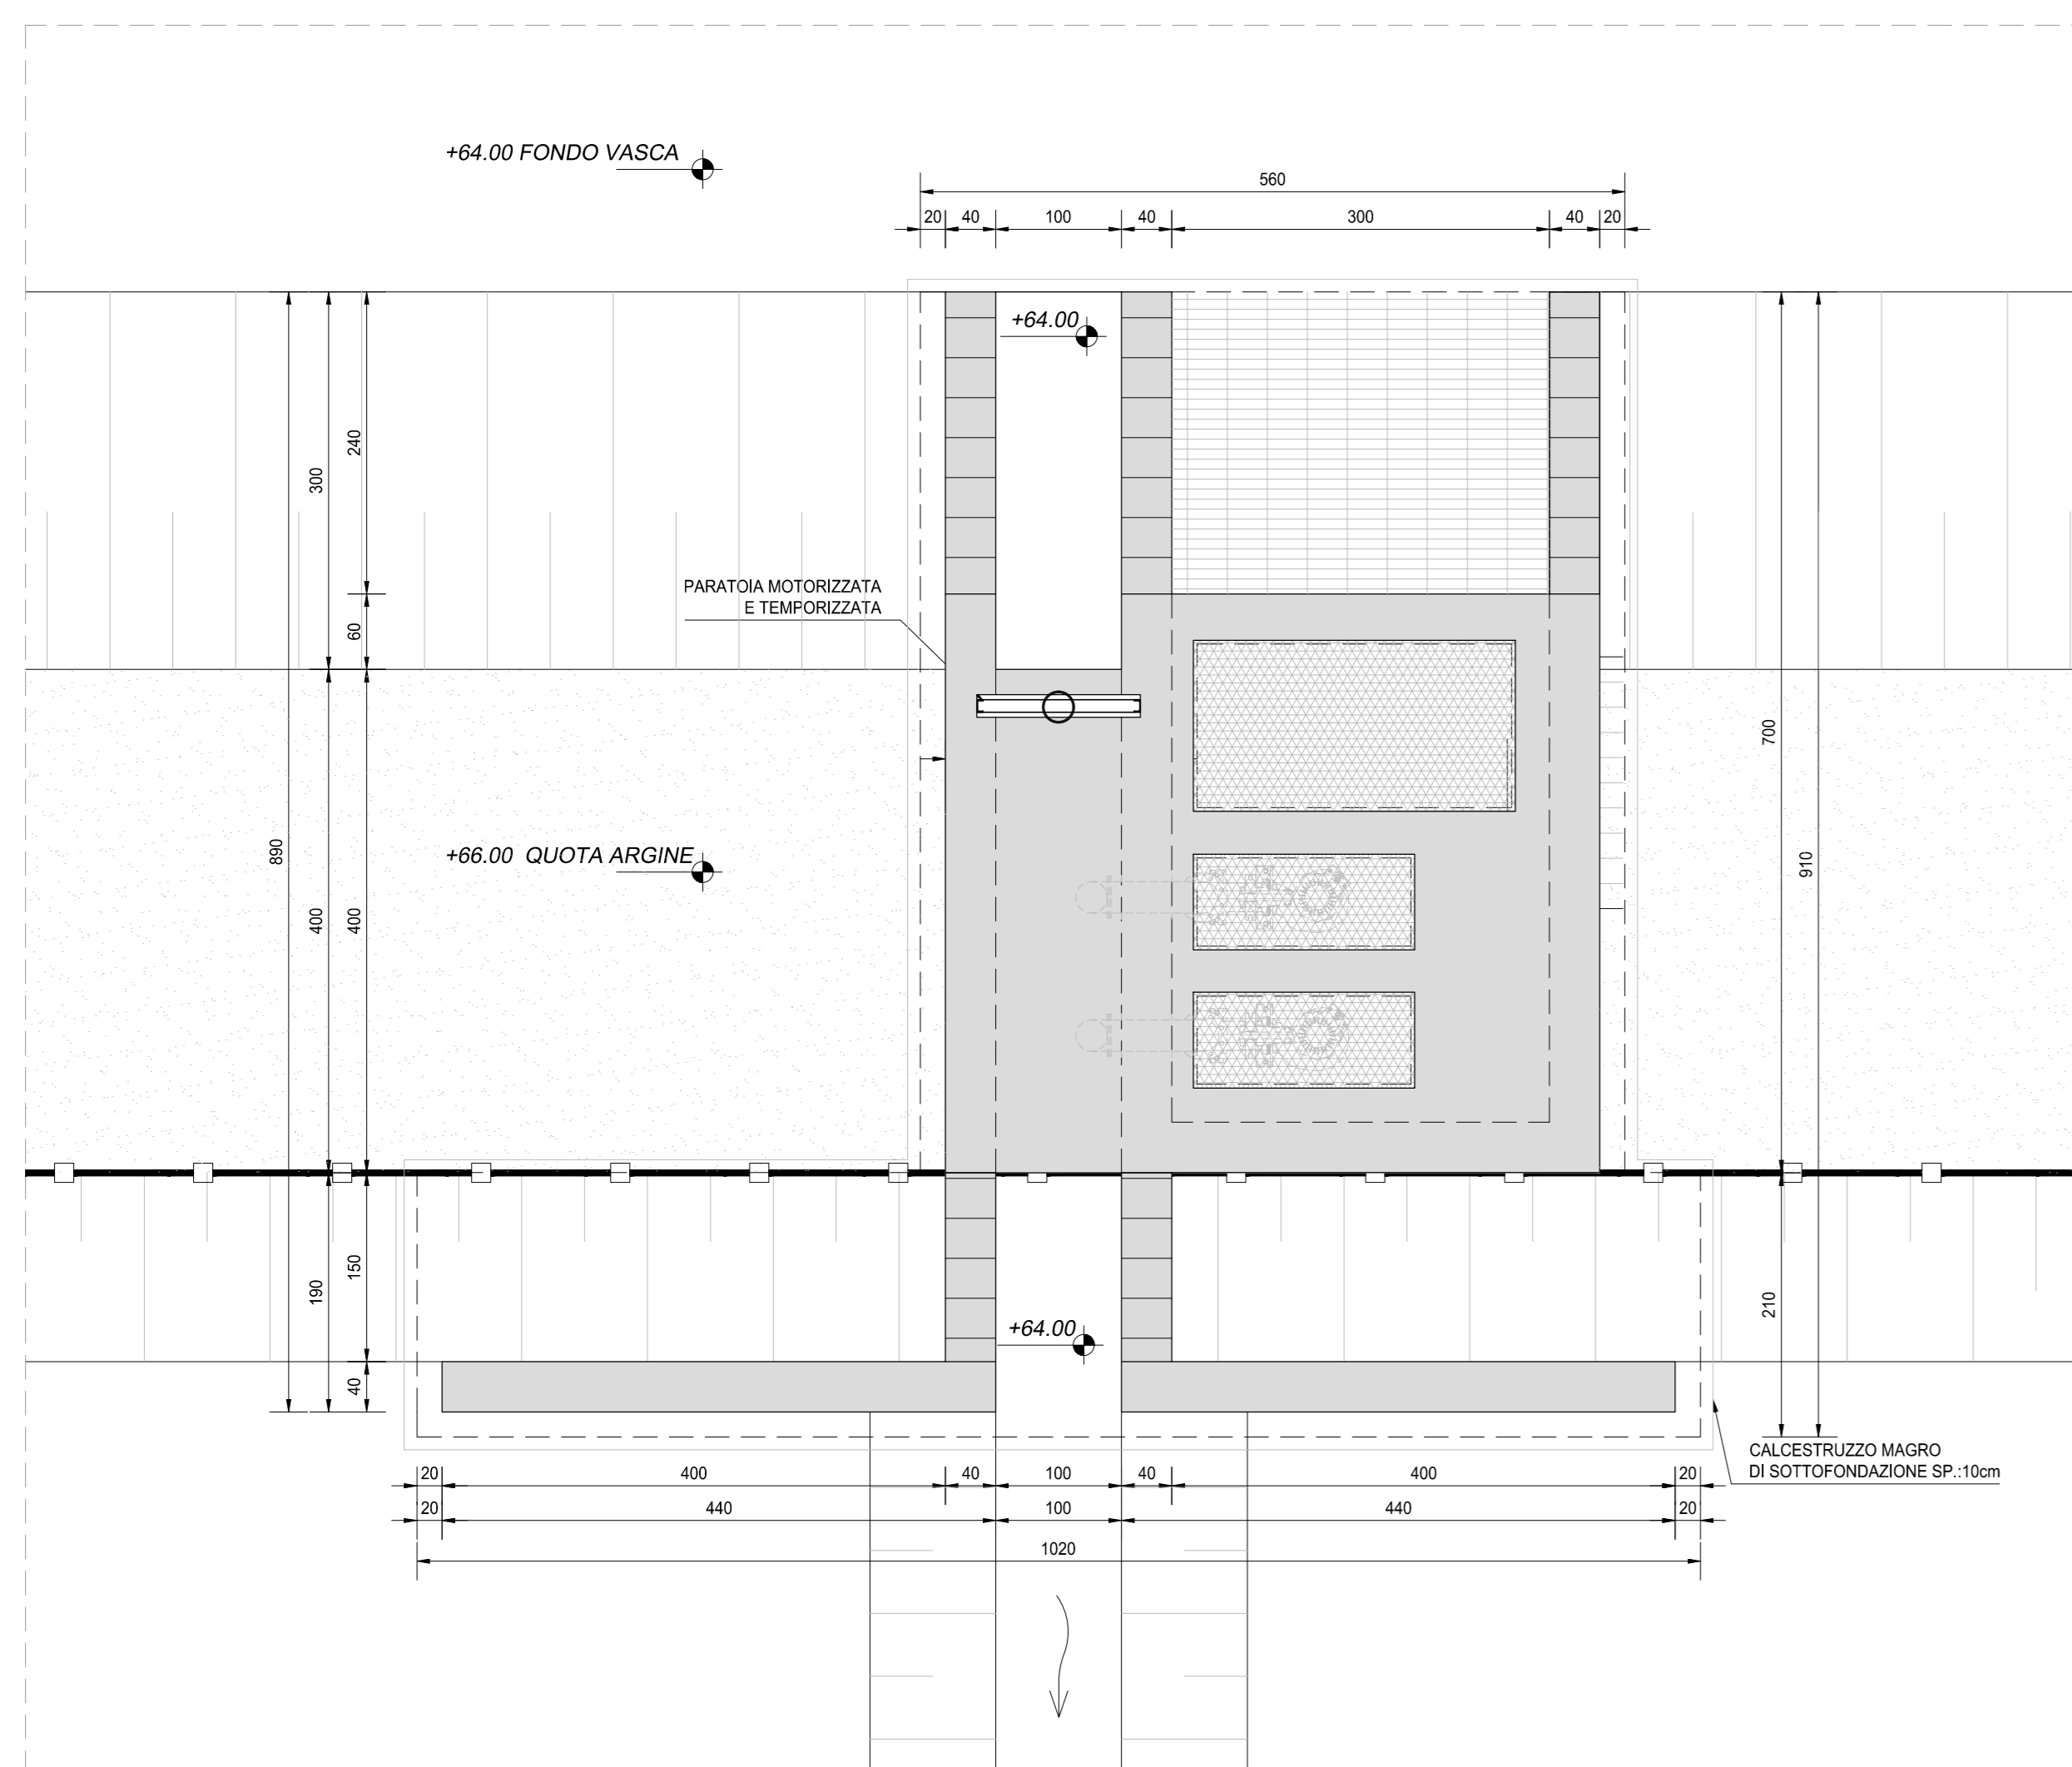 +64.00 FONDO VASCA
560
20 40 100 40 300 40 20
+64.00
240
300
PARATOIA MOTORIZZATA
E TEMPORIZZATA
60
700
+66.00 QUOTA ARGINE
890
910
400
400
150
190
210
+64.00
40
CALCESTRUZZO MAGRO
DI SOTTOFONDAZIONE SP.:10cm
20 400 40 100 40 400 20
20 440 100 440 20
1020